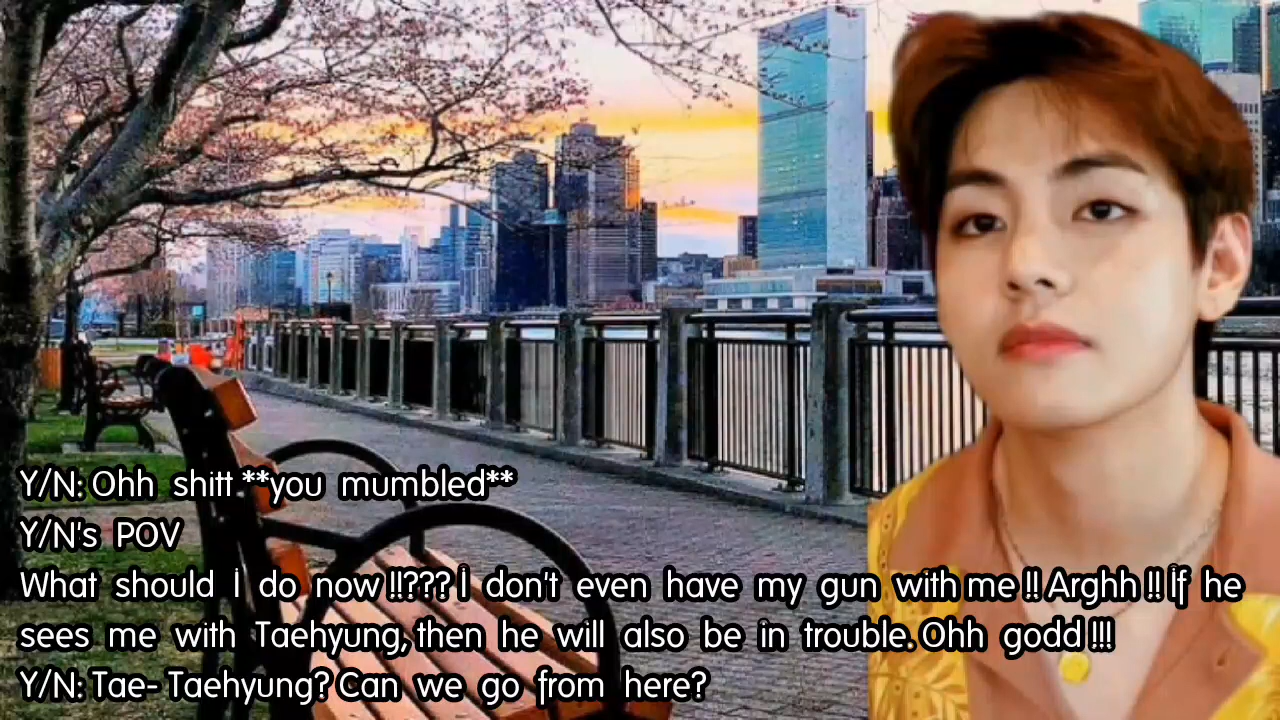 Y/N: Ohh shitt **you mumbled**
Y/N's POV
What should I do now !!??? I don't even have my gun with me !! Arghh !! If he
sees me with Taehyung, then he will also be in trouble. Ohh godd !!!
Y/N: Tae- Taehyung? Can we go from here?